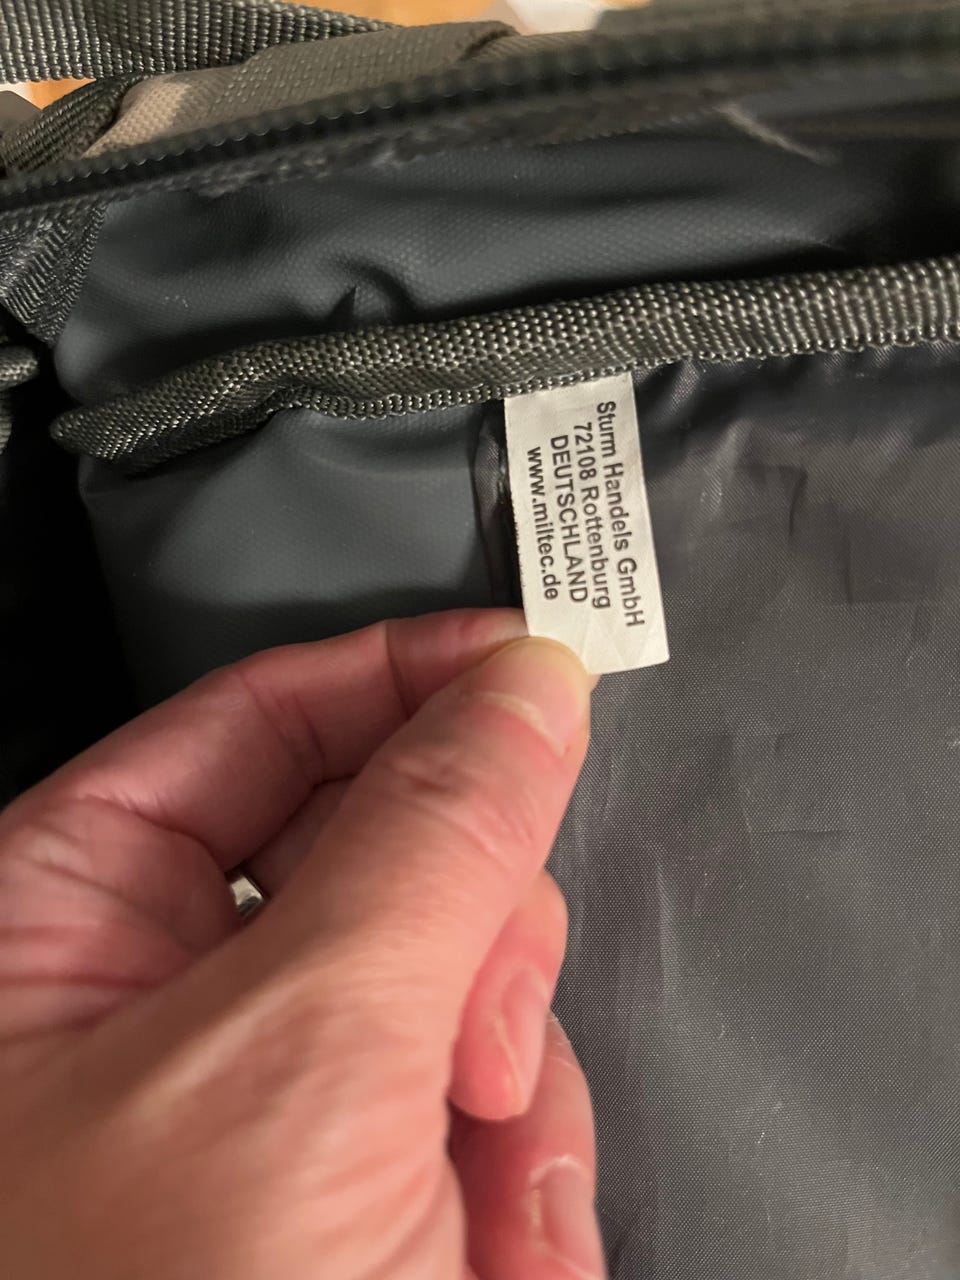 Sturm Handels GmbH
72108 Rottenburg
DEUTSCHLAND
www.miltec.de